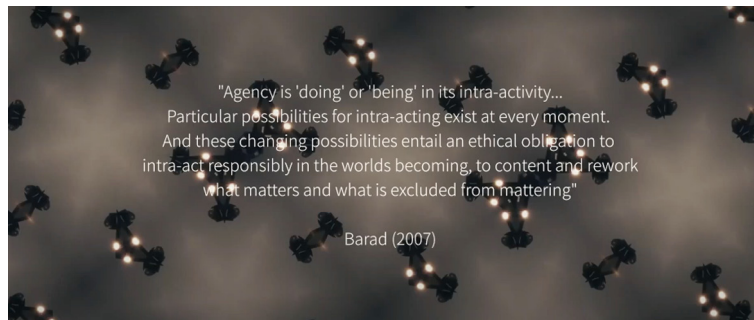 "Agency is 'doing' or 'being' in its intra-activity...
Particular possibilities for intra-acting exist at every moment.
And these changing possibilities entail an ethical obligation to
intra-act responsibly in the worlds becoming, to content and rework
what matters and what is excluded from mattering"
Barad (2007)